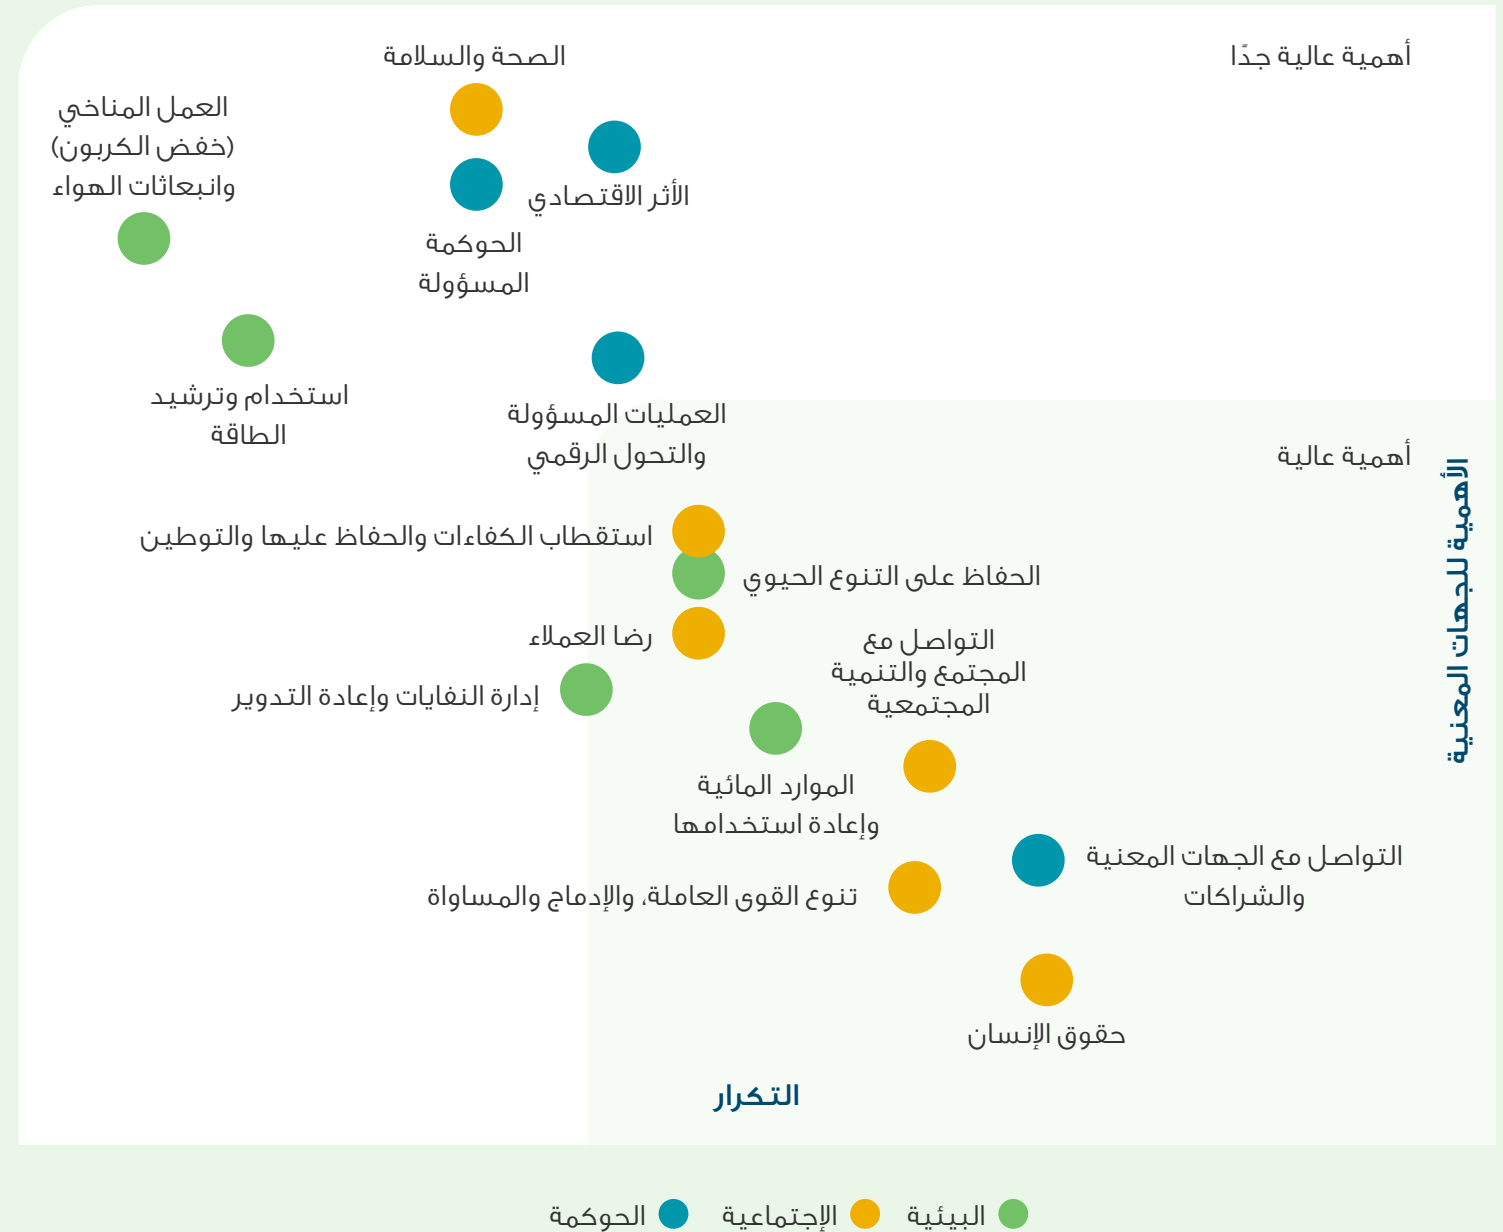 أهمية عالية جدًا
الصحة والسلامة
العمل المناخي
(خفض الكربون)
وانبعاثات الهواء
الأثر الاقتصادي
الحوكمة
المسؤولة
استخدام وترشيد
الطاقة
العمليات المسؤولة
والتحول الرقمي
أهمية عالية
الأهمية للجهات المعنية
استقطاب الكفاءات والحفاظ عليها والتوطين
الحفاظ على التنوع الحيوي
رضا العملاء
التواصل مع
المجتمع والتنمية
المجتمعية
إدارة النفايات وإعادة التدوير
الموارد المائية
وإعادة استخدامها
التواصل مع الجهات المعنية
والشراكات
تنوع القوى العاملة، والإدماج والمساواة
حقوق الإنسان
التكرار
البيئية
الإجتماعية
الحوكمة